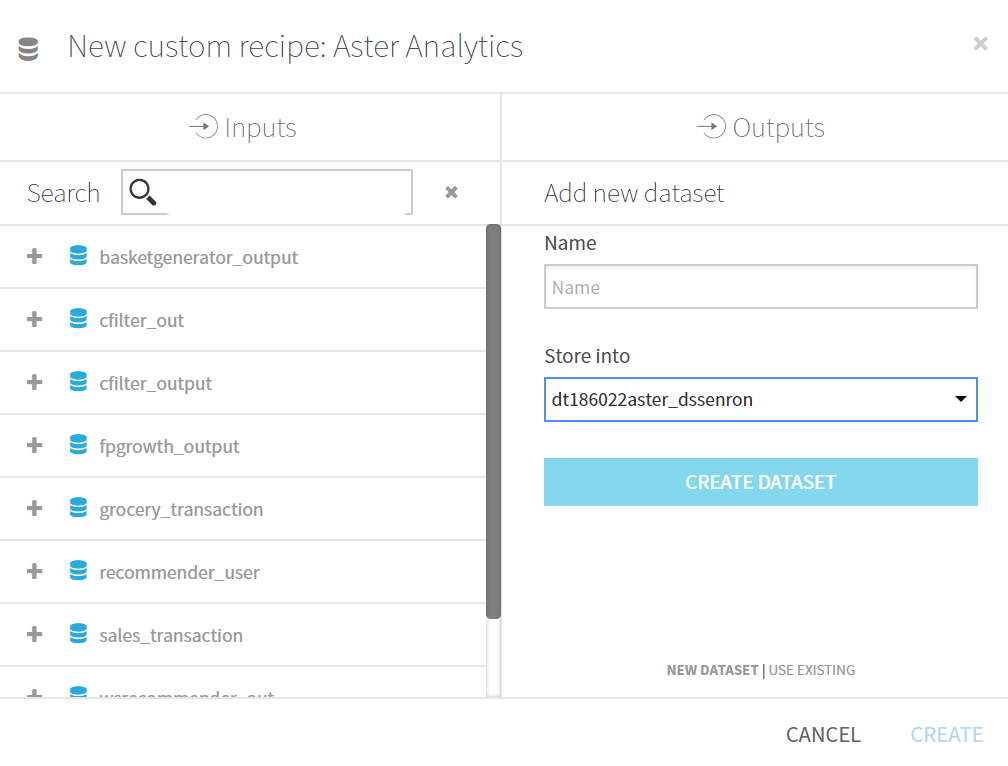 New custom recipe: Aster Analytics
Inputs
Search
basketgenerator_output
cfilter_out
cfilter_output
fpgrowth_output
grocery_transaction
recommender_user
sales_transaction
wsrecommender_out
Outputs
Add new dataset
Name
Name
Store into
dt186022aster_dssenron
CREATE DATASET
NEW DATASET | USE EXISTING
CANCEL CREATE